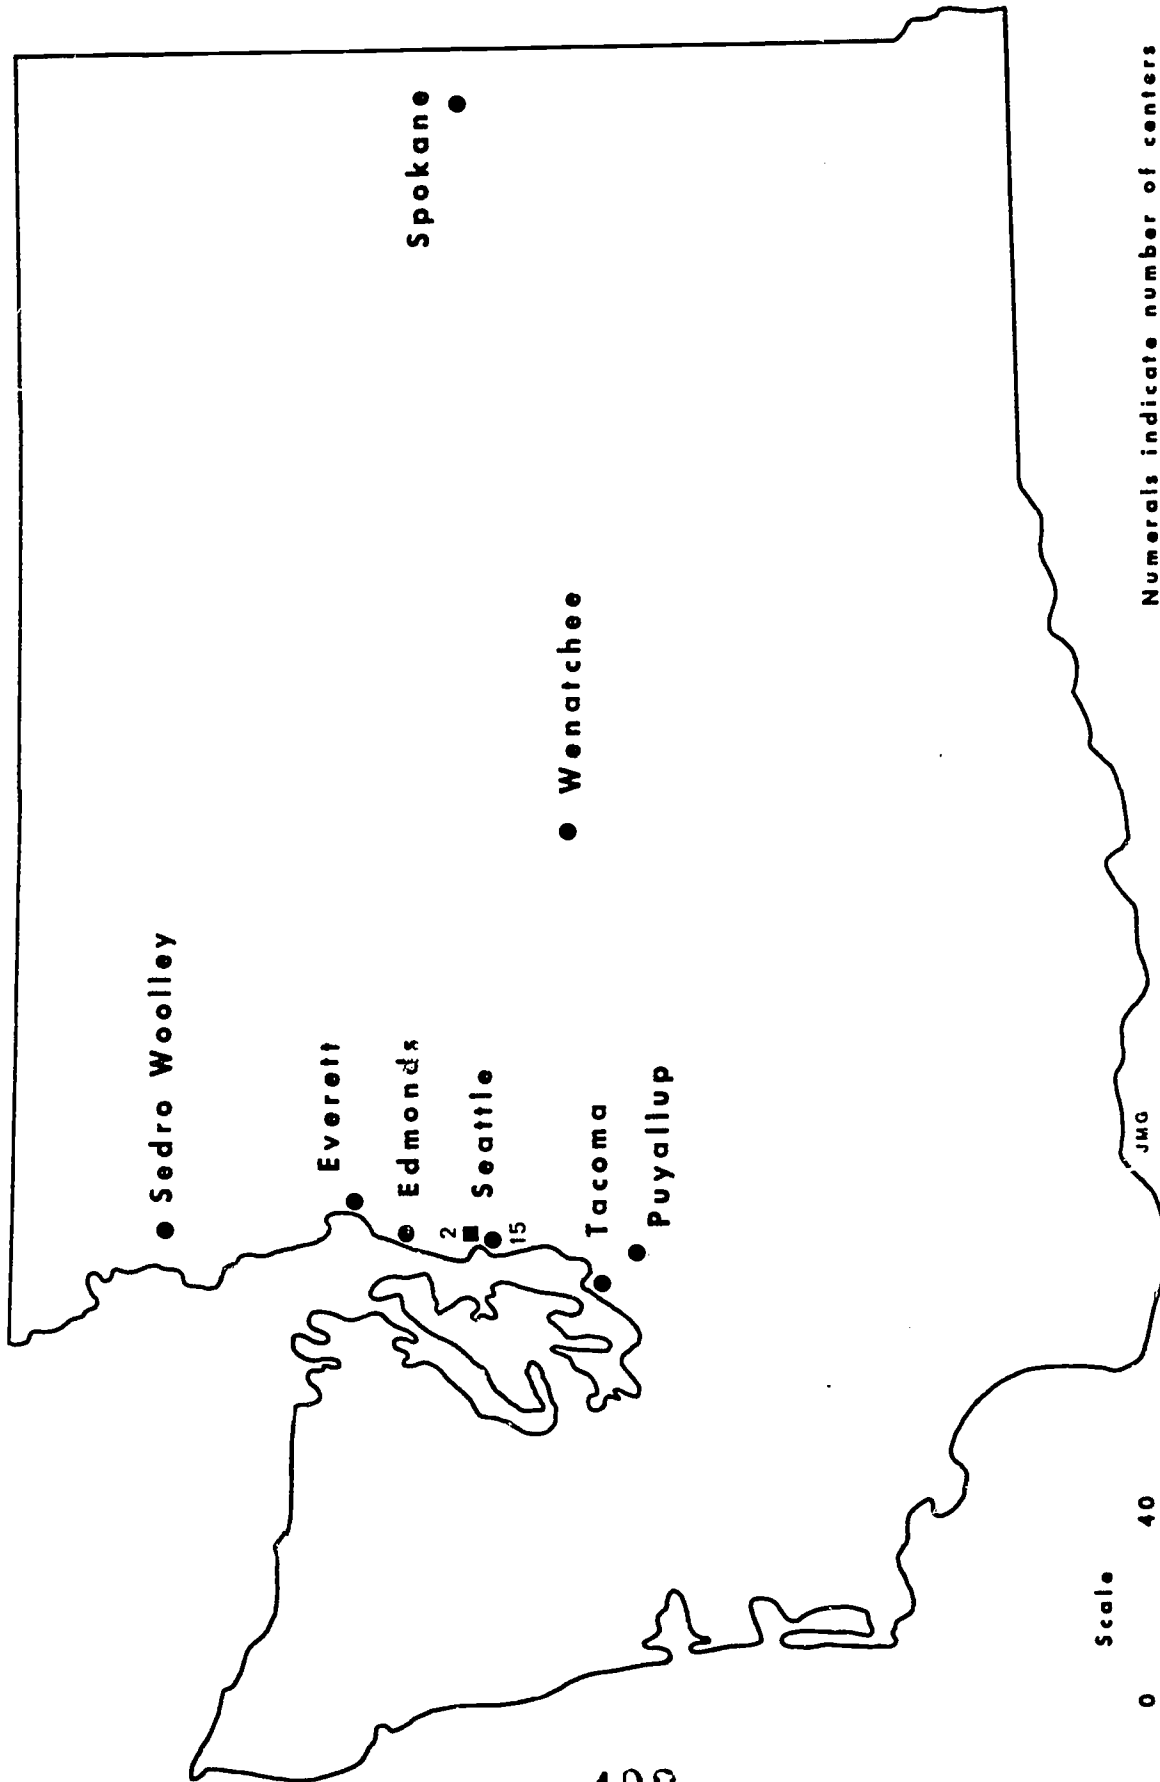 Sedro Woolley
Everett
Edmonds
2
Seattle
15
Spokane
Wenatchee
Tacoma
Puyallup
JMG
Scale
0 40
Numerals indicate number of centers